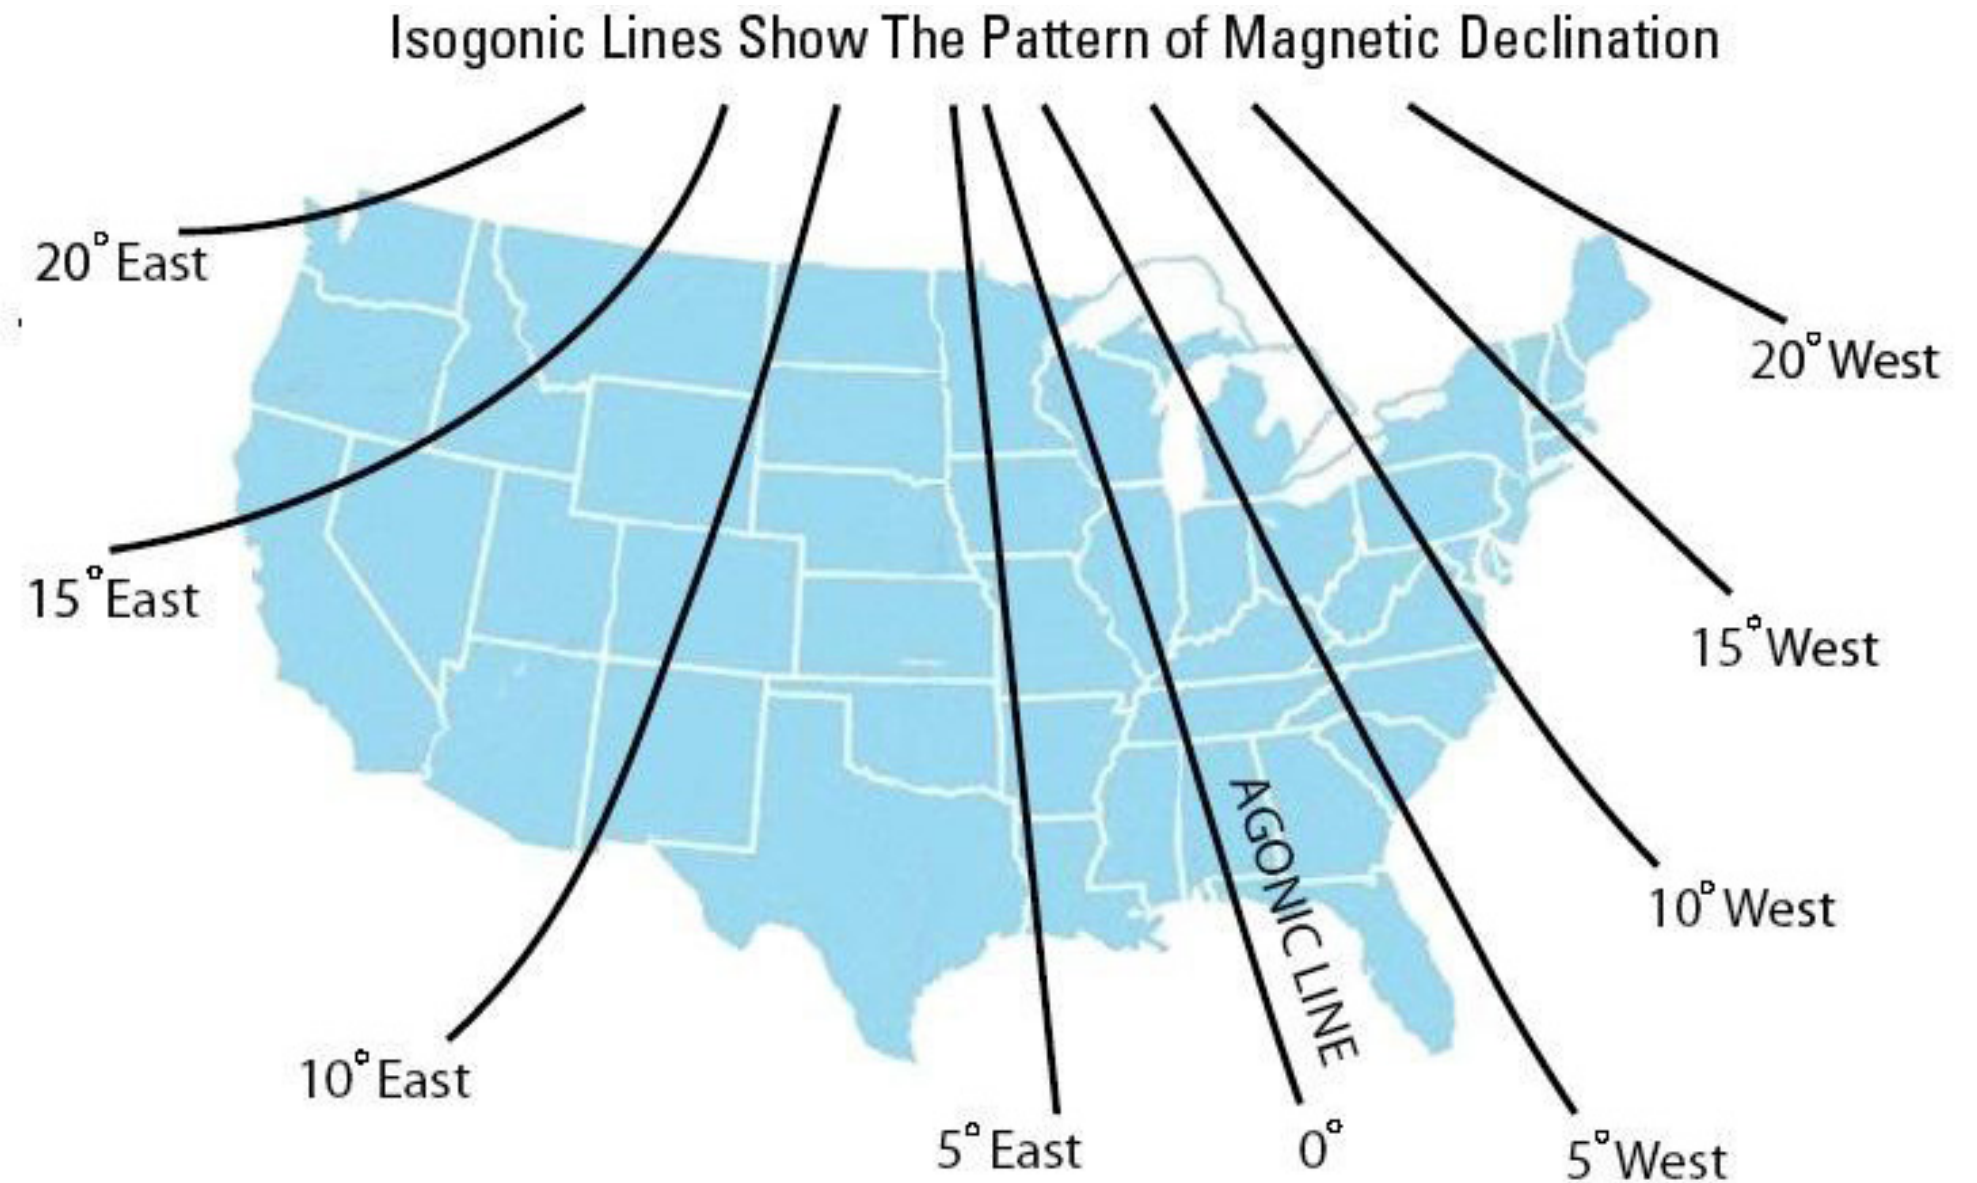 Isogonic Lines Show The Pattern of Magnetic Declination
20° East
20° West
15° East
15° West
AGONIC LINE
10° West
10° East
5° East
0°
5° West